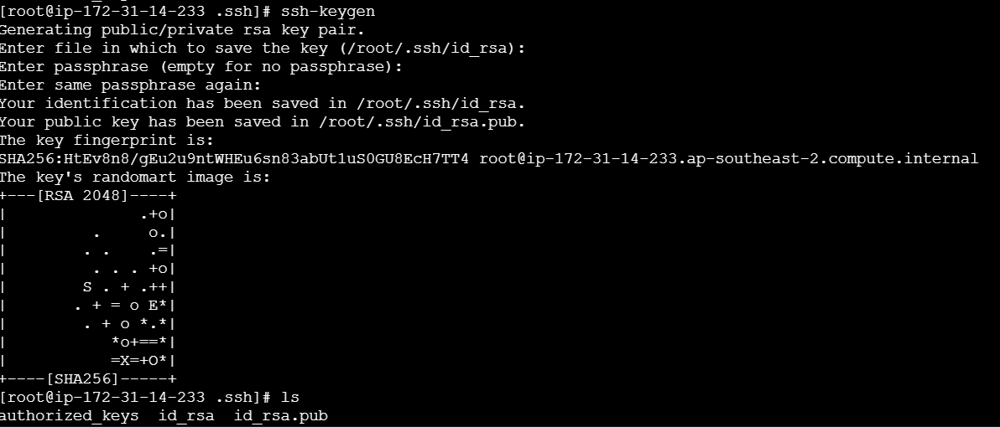 [root@ip-172-31-14-233 .ssh]# ssh-keygen
Generating public/private rsa key pair.
Enter file in which to save the key (/root/.ssh/id_rsa):
Enter passphrase (empty for no passphrase):
Enter same passphrase again:
Your identification has been saved in /root/.ssh/id_rsa.
Your public key has been saved in /root/.ssh/id_rsa.pub.
The key fingerprint is:
SHA256:HtEv8n8/gEu2u9ntWHEu6sn83abUt1uS0GU8EcH7TT4 root@ip-172-31-14-233.ap-southeast-2.compute.internal
The key's randomart image is:
+---[RSA 2048]----+
|              .+o|
|         .     o.|
|        . .    .=|
|         . . . +o|
|        S . + .++|
|       . + = o E*|
|        . + o *.*|
|           *o+==*|
|           =X=+O*|
+----[SHA256]-----+
[root@ip-172-31-14-233 .ssh]# ls
authorized_keys  id_rsa  id_rsa.pub